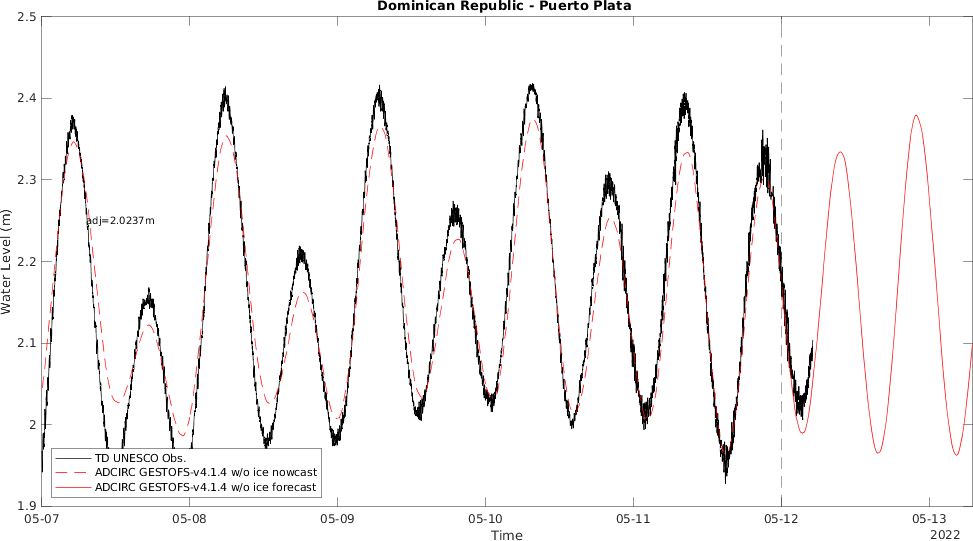 Dominican Republic - Puerto Plata
2.5
2.4
2.3
2.2
2.1
2
1.9
Water Level (m)
adj=2.0237m
TD UNESCO Obs.
ADCIRC GESTOFS-v4.1.4 w/o ice nowcast
ADCIRC GESTOFS-v4.1.4 w/o ice forecast
05-07 05-08 05-09 05-10 05-11 05-12 05-13
Time
2022